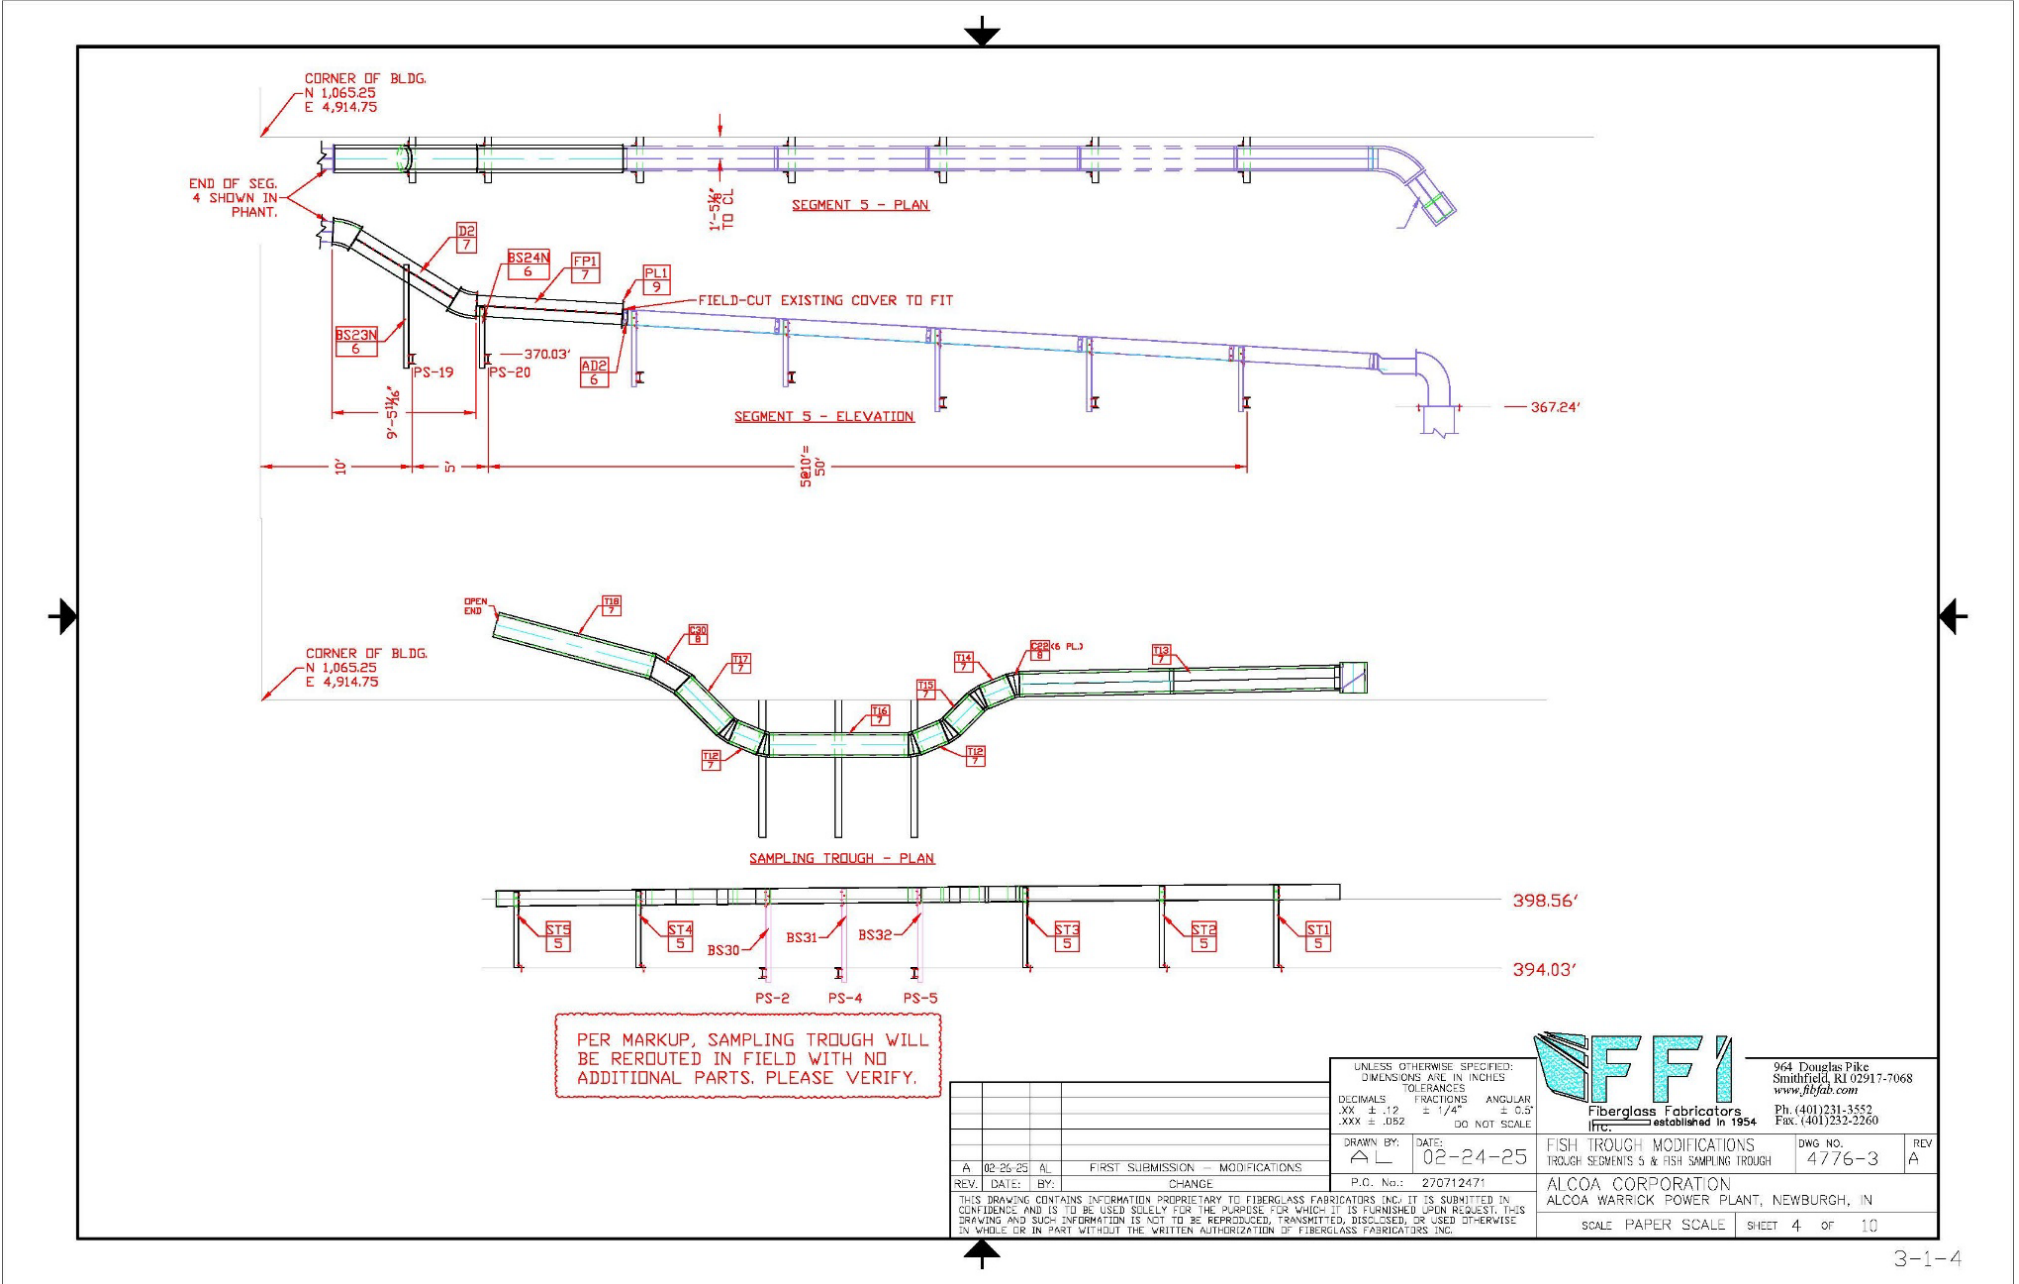 CORNER OF BLDG.
N 1,065.25
E 4,914.75
END OF SEG.
4 SHOWN IN
PHANT.
1'-5⅛"
TO CL
SEGMENT 5 - PLAN
D2
7
BS24N
6
FP1
7
PL1
9
FIELD-CUT EXISTING COVER TO FIT
BS23N
6
370.03'
AD2
6
PS-19
PS-20
9'-5 11/16"
SEGMENT 5 - ELEVATION
367.24'
10'
5'
5@10'=
50'
OPEN
END
T18
7
C30
8
T17
7
T14
7
C22 (6 PL.)
8
T13
7
CORNER OF BLDG.
N 1,065.25
E 4,914.75
T15
7
T16
7
T12
7
T12
7
SAMPLING TROUGH - PLAN
398.56'
ST5
5
ST4
5
BS30
BS31
BS32
ST3
5
ST2
5
ST1
5
394.03'
PS-2
PS-4
PS-5
PER MARKUP, SAMPLING TROUGH WILL
BE REROUTED IN FIELD WITH NO
ADDITIONAL PARTS. PLEASE VERIFY.
A 02-26-25 AL FIRST SUBMISSION - MODIFICATIONS
REV. DATE: BY: CHANGE
THIS DRAWING CONTAINS INFORMATION PROPRIETARY TO FIBERGLASS FABRICATORS INC. IT IS SUBMITTED IN
CONFIDENCE AND IS TO BE USED SOLELY FOR THE PURPOSE FOR WHICH IT IS FURNISHED UPON REQUEST. THIS
DRAWING AND SUCH INFORMATION IS NOT TO BE REPRODUCED, TRANSMITTED, DISCLOSED, OR USED OTHERWISE
IN WHOLE OR IN PART WITHOUT THE WRITTEN AUTHORIZATION OF FIBERGLASS FABRICATORS INC.
UNLESS OTHERWISE SPECIFIED:
DIMENSIONS ARE IN INCHES
TOLERANCES
DECIMALS FRACTIONS ANGULAR
.XX ± .12 ± 1/4" ± 0.5°
.XXX ± .052 DO NOT SCALE
DRAWN BY: AL
DATE: 02-24-25
P.O. No.: 270712471
FFI
Fiberglass Fabricators
Inc. established in 1954
964 Douglas Pike
Smithfield, RI 02917-7068
www.fibfab.com
Ph. (401)231-3552
Fax. (401)232-2260
FISH TROUGH MODIFICATIONS
TROUGH SEGMENTS 5 & FISH SAMPLING TROUGH
DWG NO.
4776-3
REV
A
ALCOA CORPORATION
ALCOA WARRICK POWER PLANT, NEWBURGH, IN
SCALE PAPER SCALE SHEET 4 OF 10
3-1-4